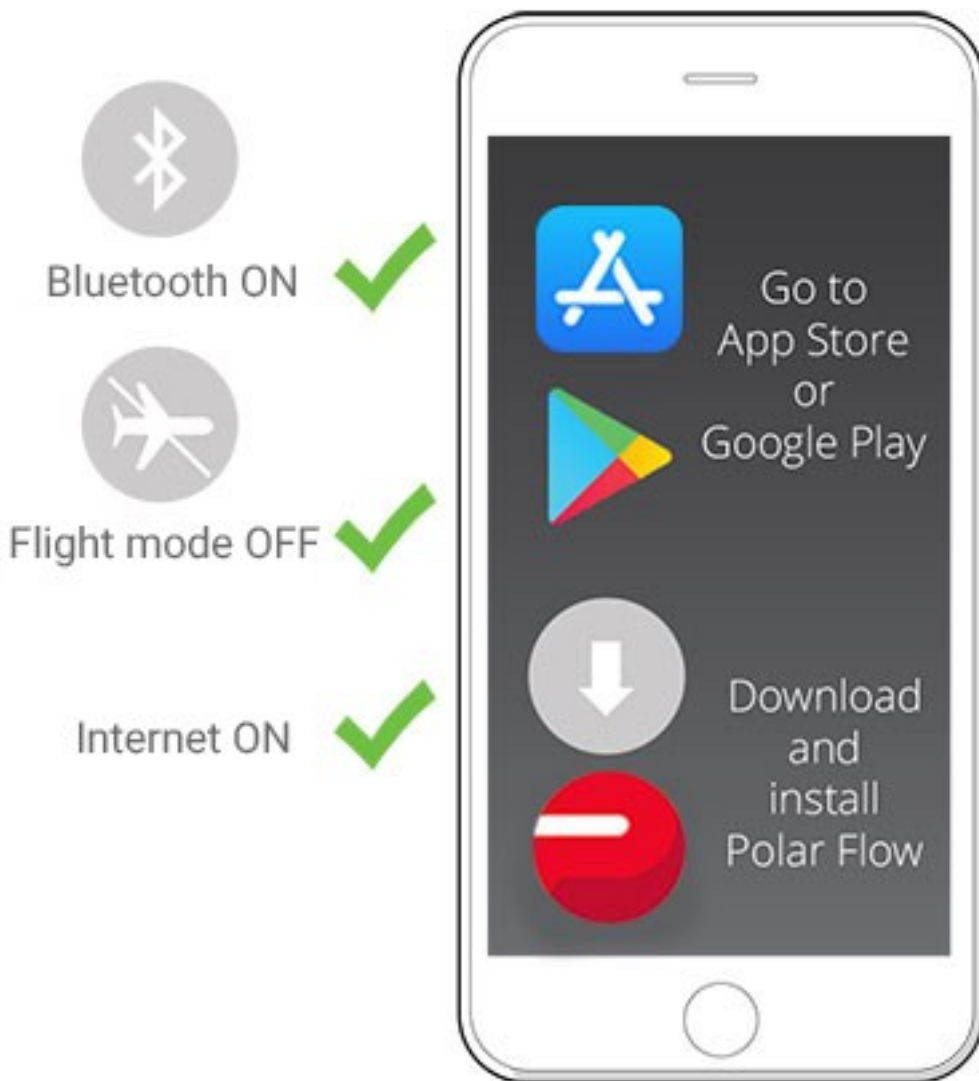 Bluetooth ON
Flight mode OFF
Internet ON
Go to
App Store
or
Google Play
Download
and
install
Polar Flow